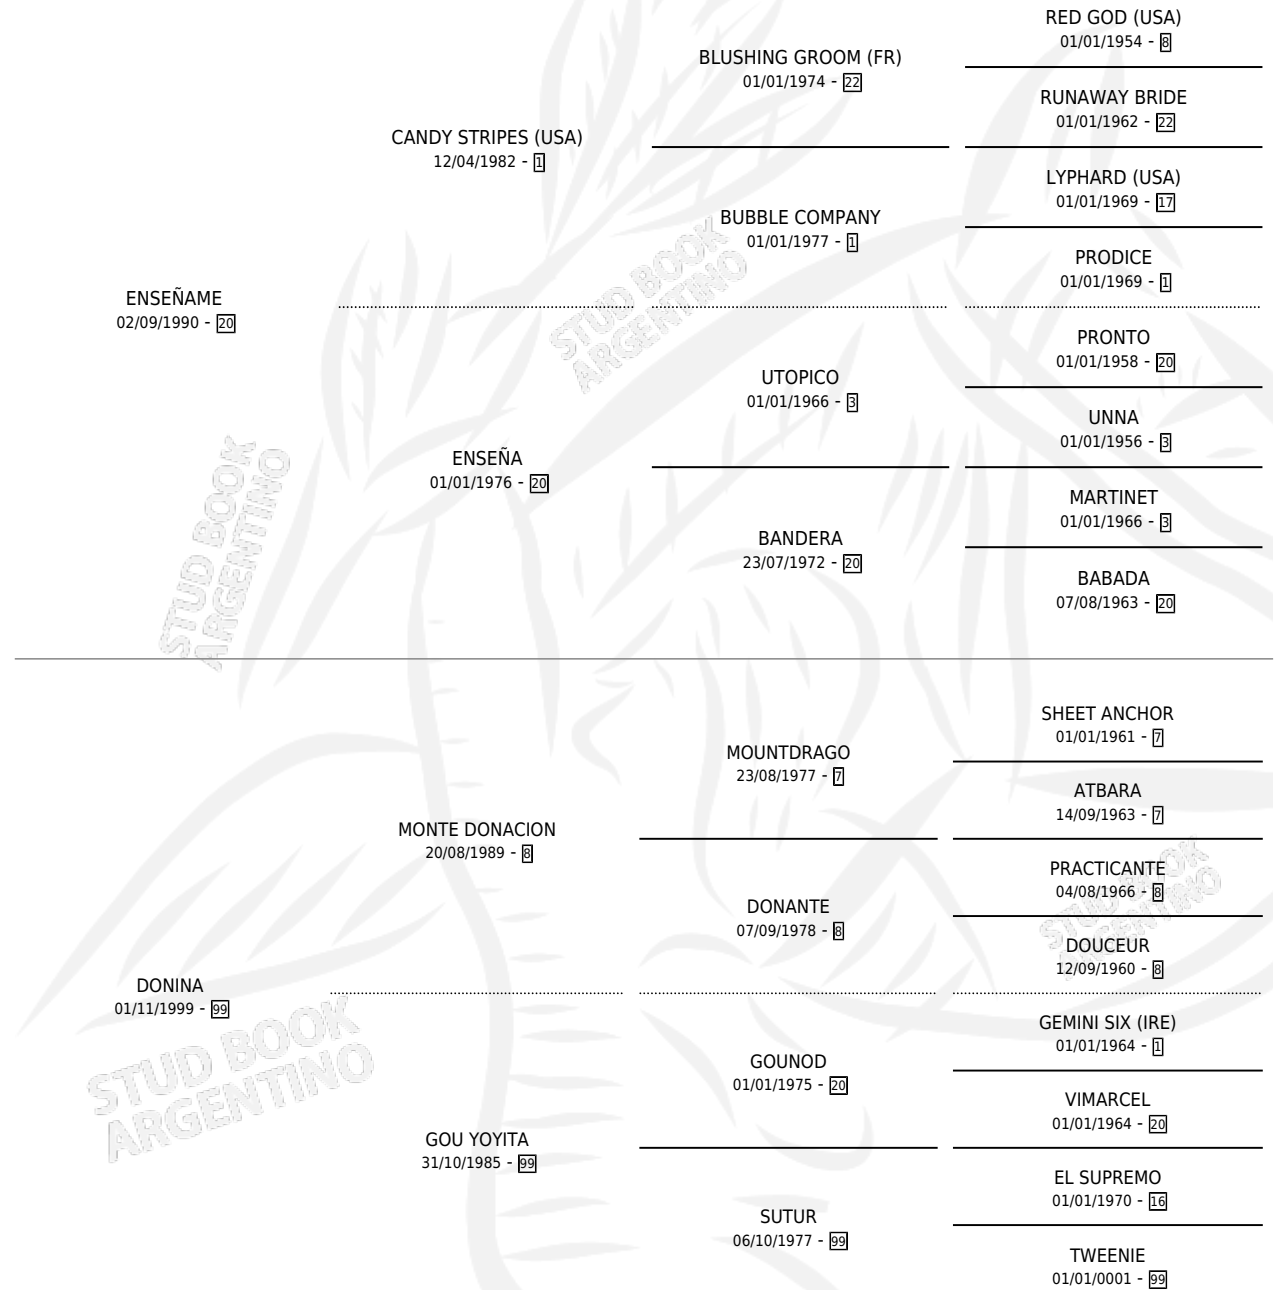 RED GOD (USA)
01/01/1954 - 8
BLUSHING GROOM (FR)
01/01/1974 - 22
RUNAWAY BRIDE
01/01/1962 - 22
CANDY STRIPES (USA)
12/04/1982 - 1
LYPHARD (USA)
01/01/1969 - 17
BUBBLE COMPANY
01/01/1977 - 1
PRODICE
01/01/1969 - 1
ENSEÑAME
02/09/1990 - 20
STUD BOOK
ARGENTINO
PRONTO
01/01/1958 - 20
UTOPICO
01/01/1966 - 3
UNNA
01/01/1956 - 3
ENSEÑA
01/01/1976 - 20
MARTINET
01/01/1966 - 3
BANDERA
23/07/1972 - 20
BABADA
07/08/1963 - 20
STUD BOOK
ARGENTINO
SHEET ANCHOR
01/01/1961 - 7
MOUNTDRAGO
23/08/1977 - 7
ATBARA
14/09/1963 - 7
MONTE DONACION
20/08/1989 - 8
PRACTICANTE
04/08/1966 - 8
DONANTE
07/09/1978 - 8
DOUCEUR
12/09/1960 - 8
STUD BOOK
ARGENTINO
DONINA
01/11/1999 - 99
GEMINI SIX (IRE)
01/01/1964 - 1
GOUNOD
01/01/1975 - 20
VIMARCEL
01/01/1964 - 20
STUD BOOK
ARGENTINO
GOU YOYITA
31/10/1985 - 99
EL SUPREMO
01/01/1970 - 16
SUTUR
06/10/1977 - 99
TWEENIE
01/01/0001 - 99